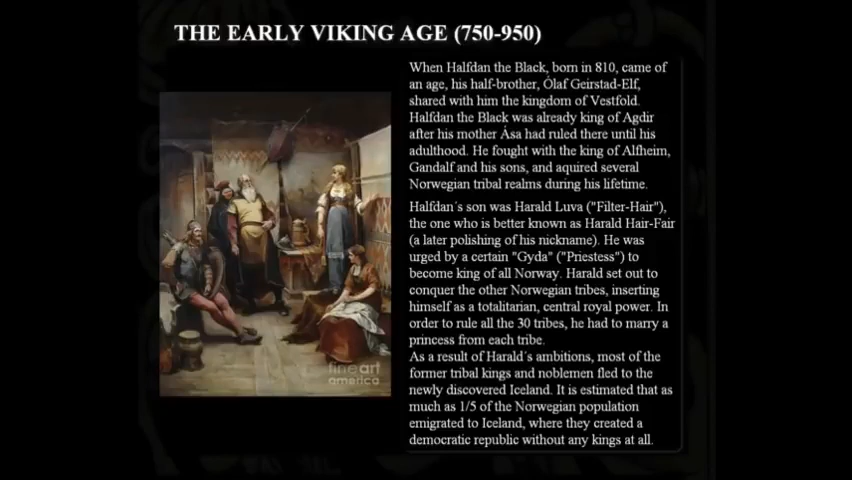 THE EARLY VIKING AGE (750-950)
When Halfdan the Black, born in 810, came of
an age, his half-brother, Ólaf Geirstad-Elf,
shared with him the kingdom of Vestfold.
Halfdan the Black was already king of Agdir
after his mother Ása had ruled there until his
adulthood. He fought with the king of Alfheim,
Gandalf and his sons, and aquired several
Norwegian tribal realms during his lifetime.
Halfdan´s son was Harald Luva ("Filter-Hair"),
the one who is better known as Harald Hair-Fair
(a later polishing of his nickname). He was
urged by a certain "Gyda" ("Priestess") to
become king of all Norway. Harald set out to
conquer the other Norwegian tribes, inserting
himself as a totalitarian, central royal power. In
order to rule all the 30 tribes, he had to marry a
princess from each tribe.
As a result of Harald´s ambitions, most of the
former tribal kings and noblemen fled to the
newly discovered Iceland. It is estimated that as
much as 1/5 of the Norwegian population
emigrated to Iceland, where they created a
democratic republic without any kings at all.
fineart
america